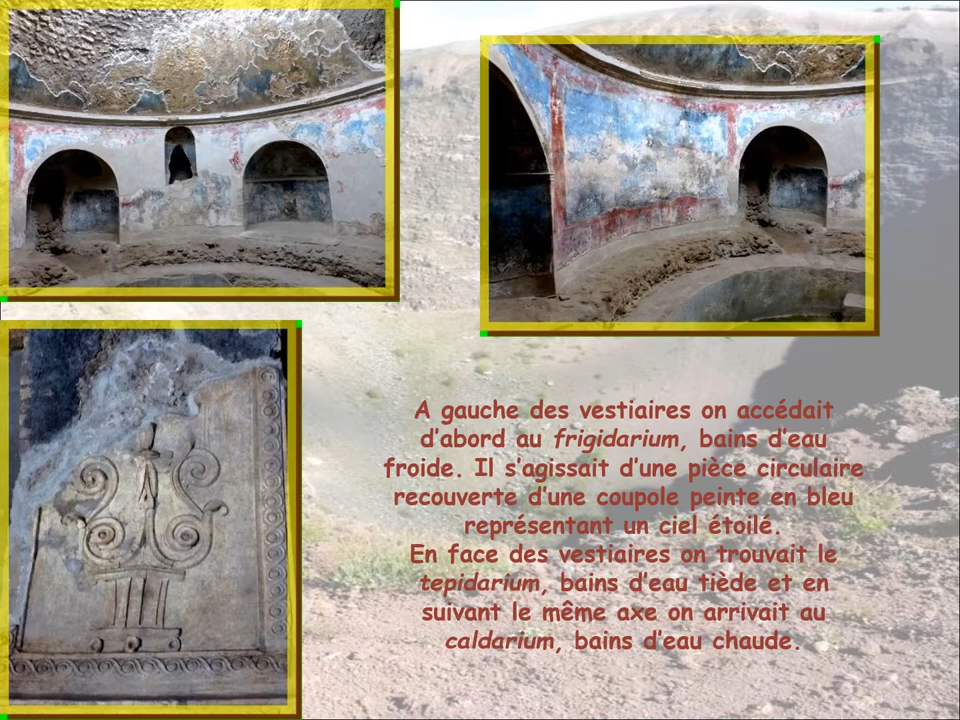 A gauche des vestiaires on accédait
d'abord au frigidarium, bains d'eau
froide. Il s'agissait d'une pièce circulaire
recouverte d'une coupole peinte en bleu
représentant un ciel étoilé.
En face des vestiaires on trouvait le
tepidarium, bains d'eau tiède et en
suivant le même axe on arrivait au
caldarium, bains d'eau chaude.